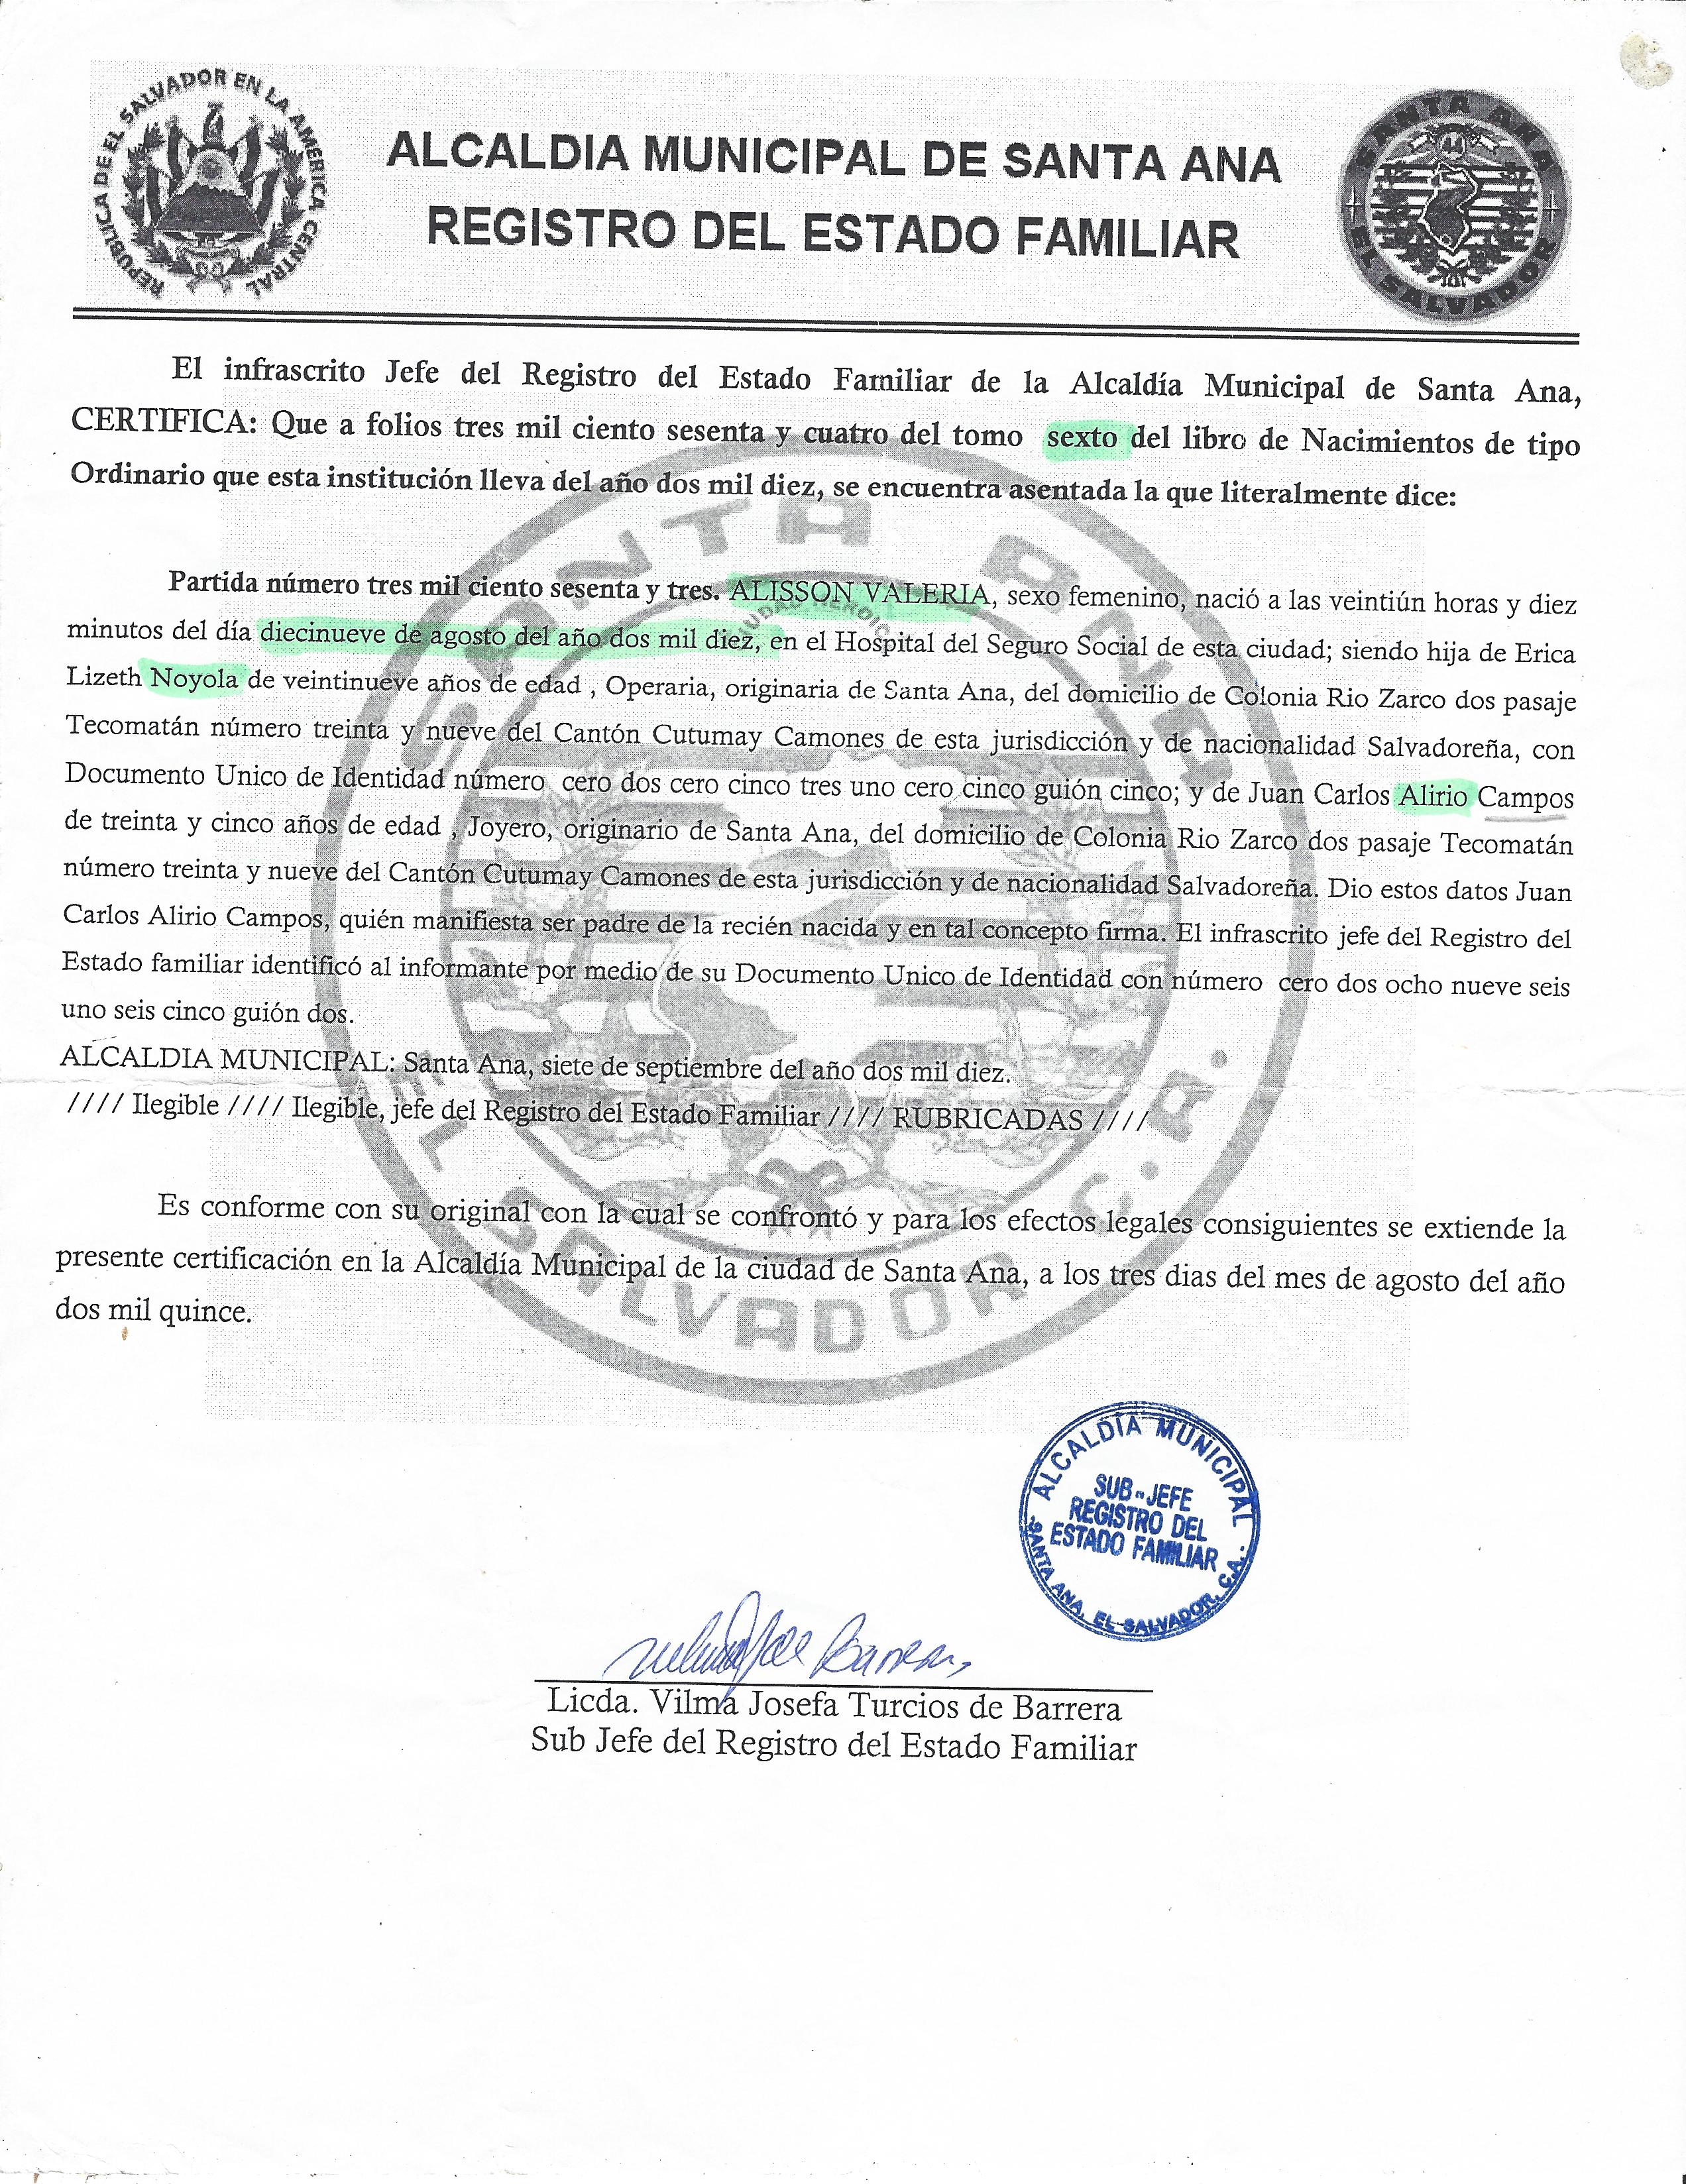 REPUBLICA DE EL SALVADOR EN LA AMERICA CENTRAL
ALCALDIA MUNICIPAL DE SANTA ANA
REGISTRO DEL ESTADO FAMILIAR
SANTA ANA
44
EL SALVADOR
El infrascrito Jefe del Registro del Estado Familiar de la Alcaldía Municipal de Santa Ana,
CERTIFICA: Que a folios tres mil ciento sesenta y cuatro del tomo sexto del libro de Nacimientos de tipo
Ordinario que esta institución lleva del año dos mil diez, se encuentra asentada la que literalmente dice:
Partida número tres mil ciento sesenta y tres. ALISSON VALERIA, sexo femenino, nació a las veintiún horas y diez
minutos del día diecinueve de agosto del año dos mil diez, en el Hospital del Seguro Social de esta ciudad; siendo hija de Erica
Lizeth Noyola de veintinueve años de edad , Operaria, originaria de Santa Ana, del domicilio de Colonia Rio Zarco dos pasaje
Tecomatán número treinta y nueve del Cantón Cutumay Camones de esta jurisdicción y de nacionalidad Salvadoreña, con
Documento Unico de Identidad número cero dos cero cinco tres uno cero cinco guión cinco; y de Juan Carlos Alirio Campos
de treinta y cinco años de edad , Joyero, originario de Santa Ana, del domicilio de Colonia Rio Zarco dos pasaje Tecomatán
número treinta y nueve del Cantón Cutumay Camones de esta jurisdicción y de nacionalidad Salvadoreña. Dio estos datos Juan
Carlos Alirio Campos, quién manifiesta ser padre de la recién nacida y en tal concepto firma. El infrascrito jefe del Registro del
Estado familiar identificó al informante por medio de su Documento Unico de Identidad con número cero dos ocho nueve seis
uno seis cinco guión dos.
ALCALDIA MUNICIPAL: Santa Ana, siete de septiembre del año dos mil diez.
//// Ilegible //// Ilegible, jefe del Registro del Estado Familiar //// RUBRICADAS ////
Es conforme con su original con la cual se confrontó y para los efectos legales consiguientes se extiende la
presente certificación en la Alcaldía Municipal de la ciudad de Santa Ana, a los tres dias del mes de agosto del año
dos mil quince.
SANTA ANA
CIUDAD HEROICA
EL SALVADOR C.A.
ALCALDÍA MUNICIPAL
SUB-JEFE
REGISTRO DEL
ESTADO FAMILIAR
SANTA ANA, EL SALVADOR, C.A.
Licda. Vilma Josefa Turcios de Barrera
Sub Jefe del Registro del Estado Familiar